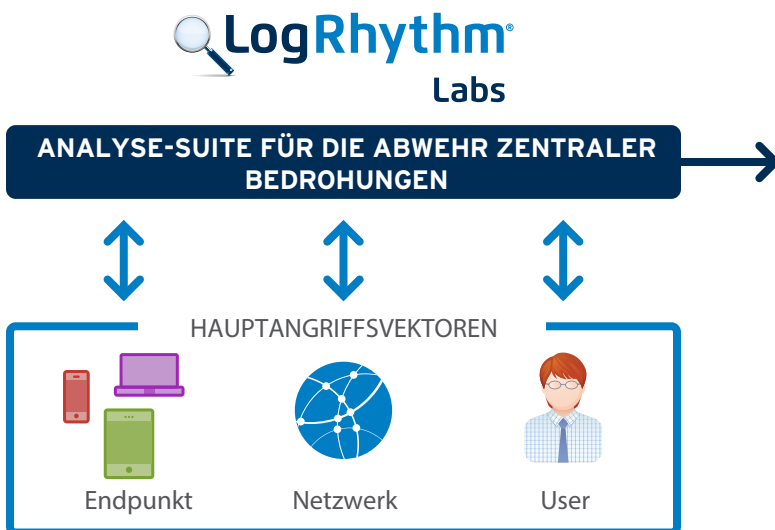 LogRhythm®
Labs
ANALYSE-SUITE FÜR DIE ABWEHR ZENTRALER
BEDROHUNGEN
HAUPTANGRIFFSVEKTOREN
Endpunkt Netzwerk User